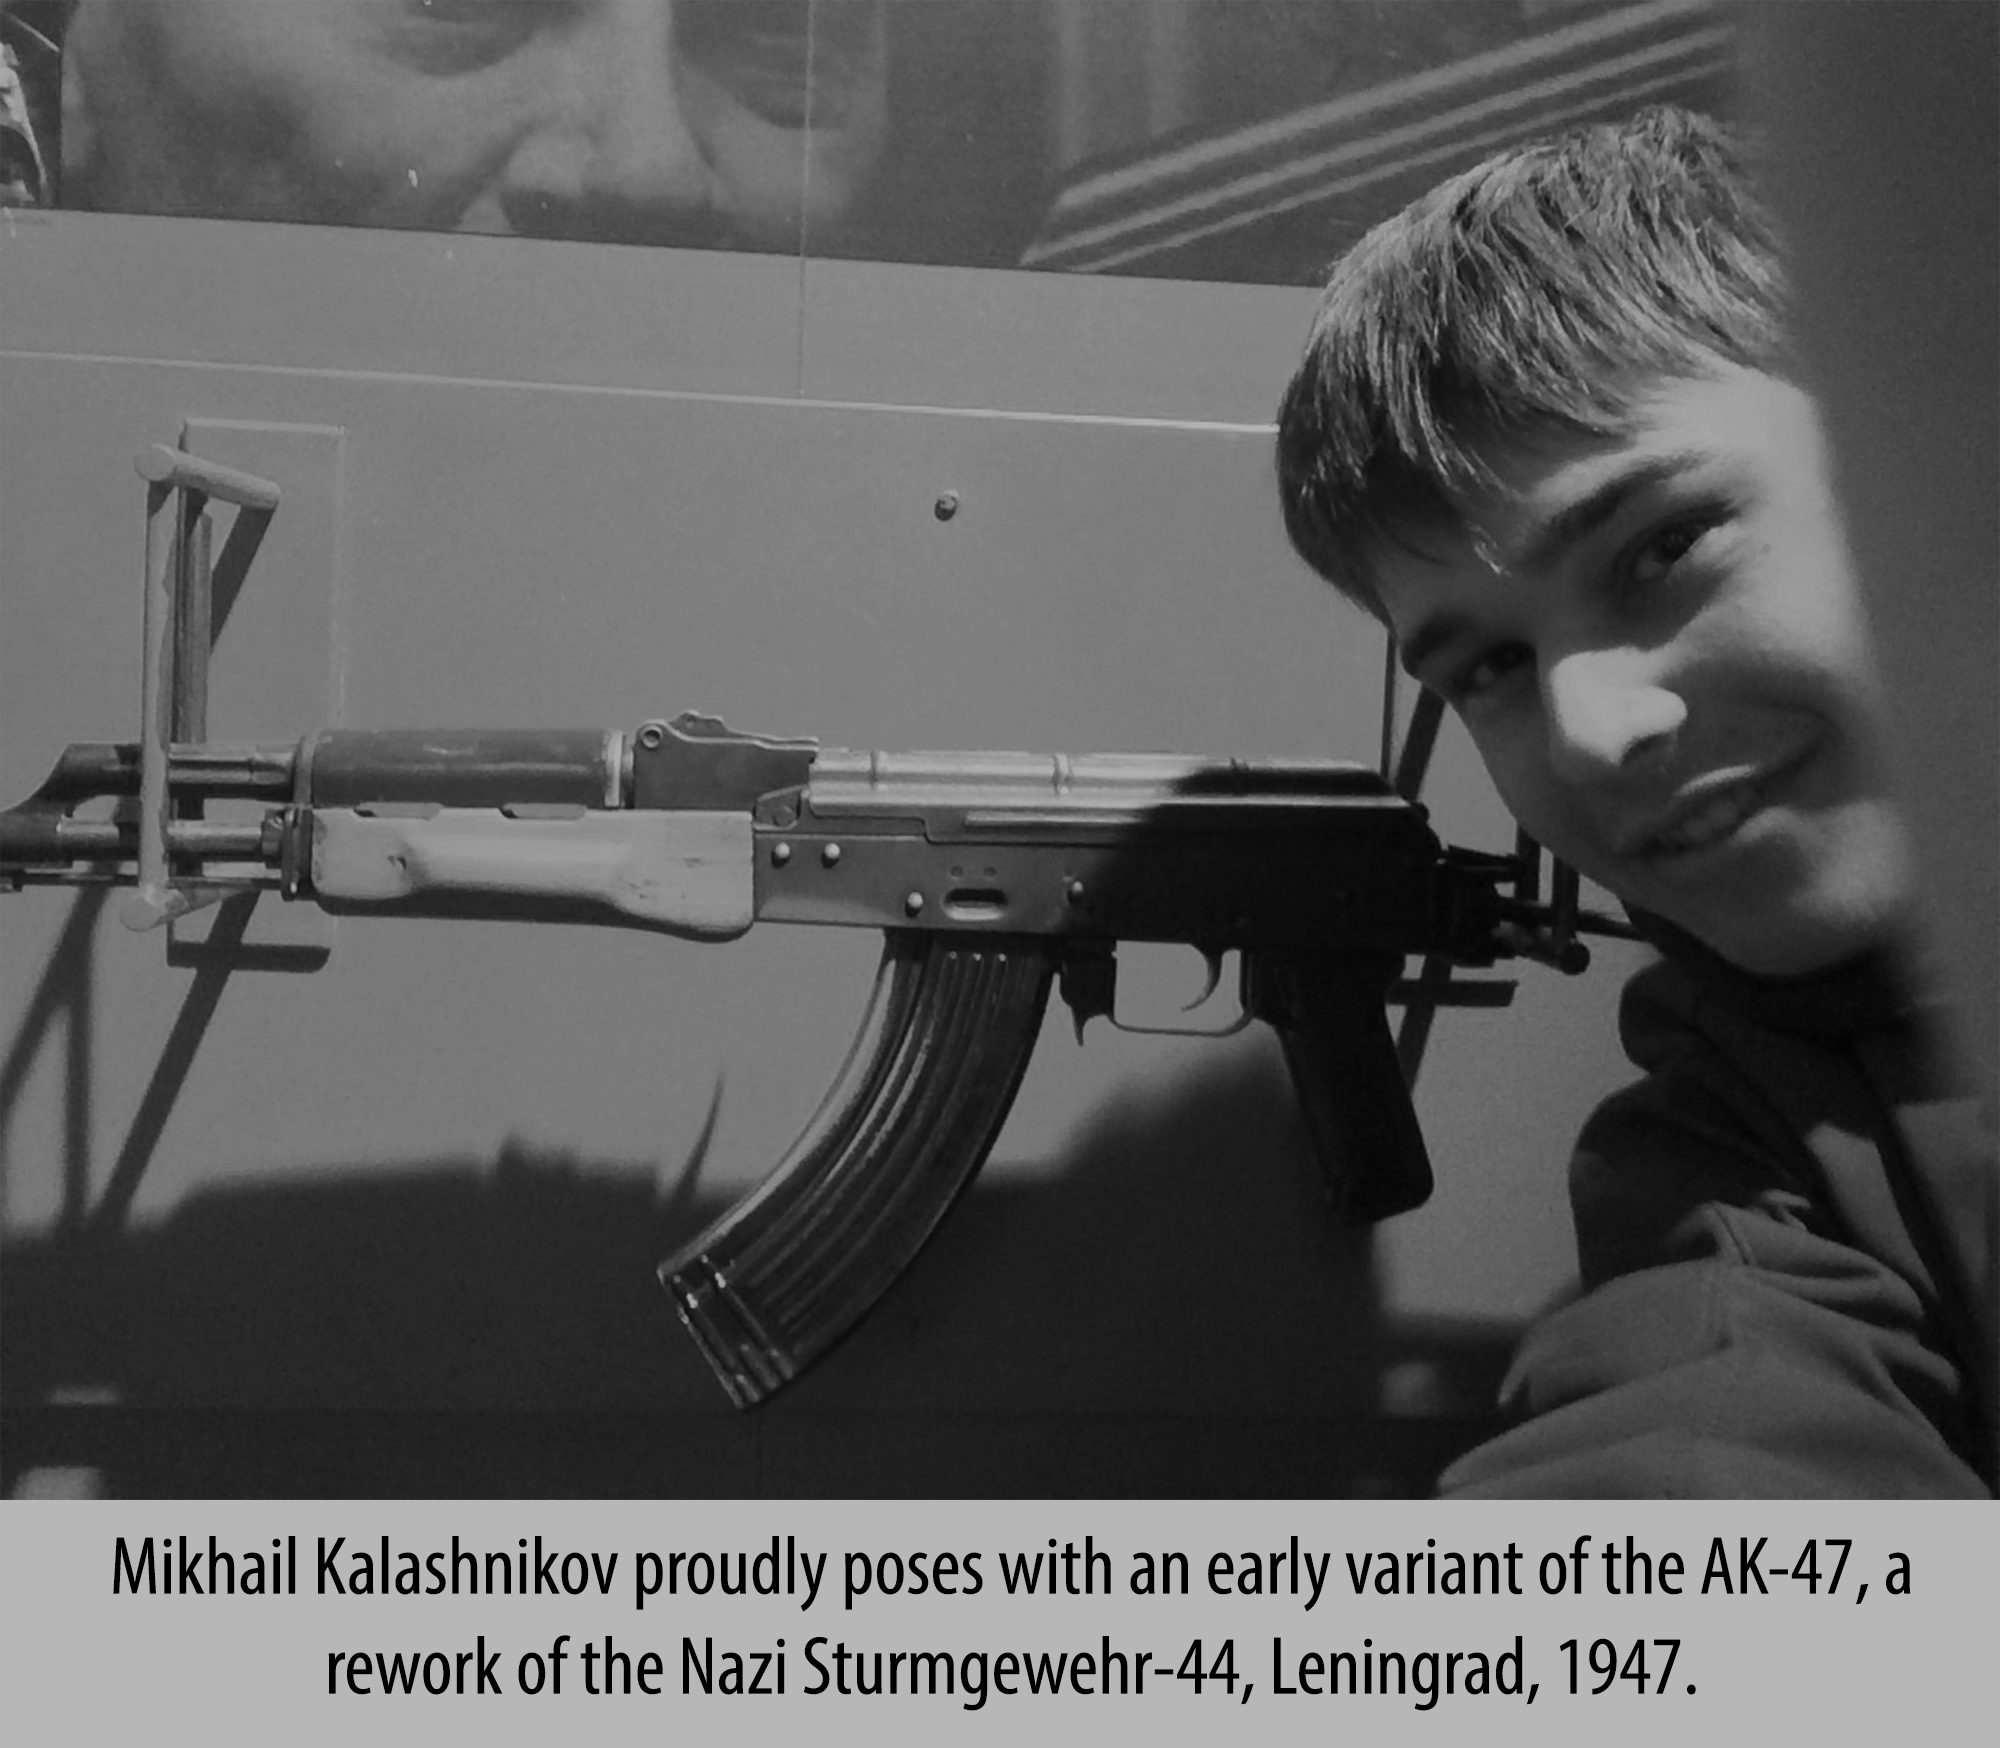 Mikhail Kalashnikov proudly poses with an early variant of the AK-47, a
rework of the Nazi Sturmgewehr-44, Leningrad, 1947.